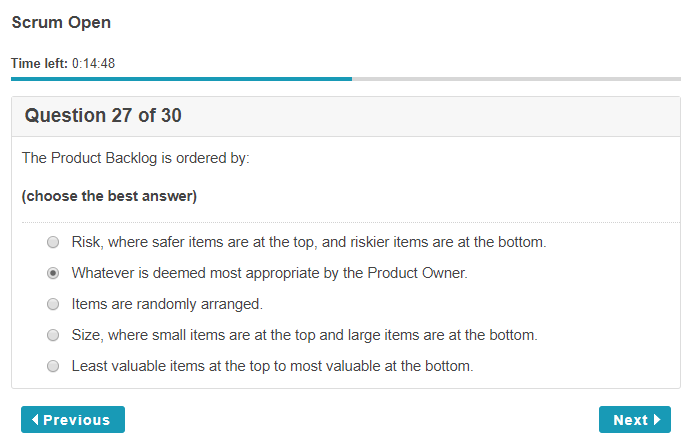 Scrum Open
Time left: 0:14:48
Question 27 of 30
The Product Backlog is ordered by:
(choose the best answer)
Risk, where safer items are at the top, and riskier items are at the bottom.
Whatever is deemed most appropriate by the Product Owner.
Items are randomly arranged.
Size, where small items are at the top and large items are at the bottom.
Least valuable items at the top to most valuable at the bottom.
Previous
Next